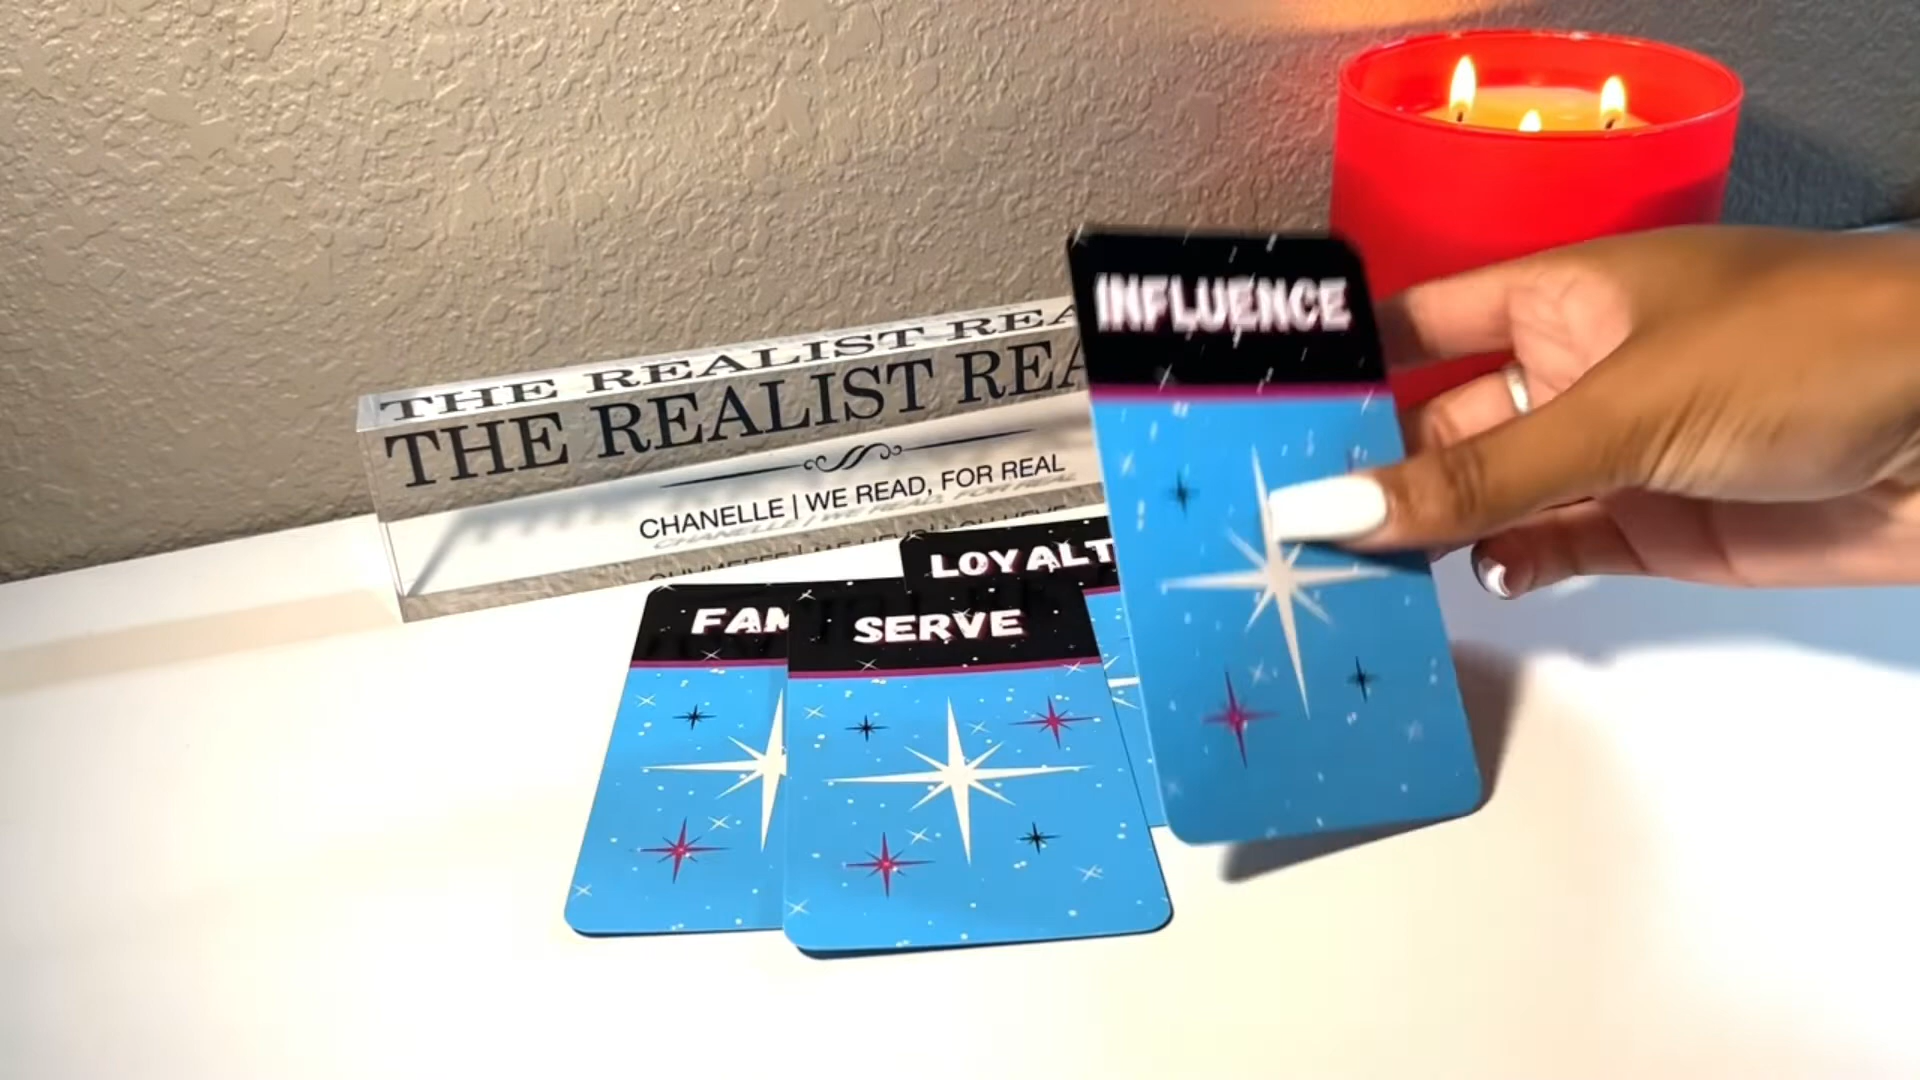 THE REALIST REA
THE REALIST REA
CHANELLE | WE READ, FOR REAL
INFLUENCE
LOYALT
FAM
SERVE